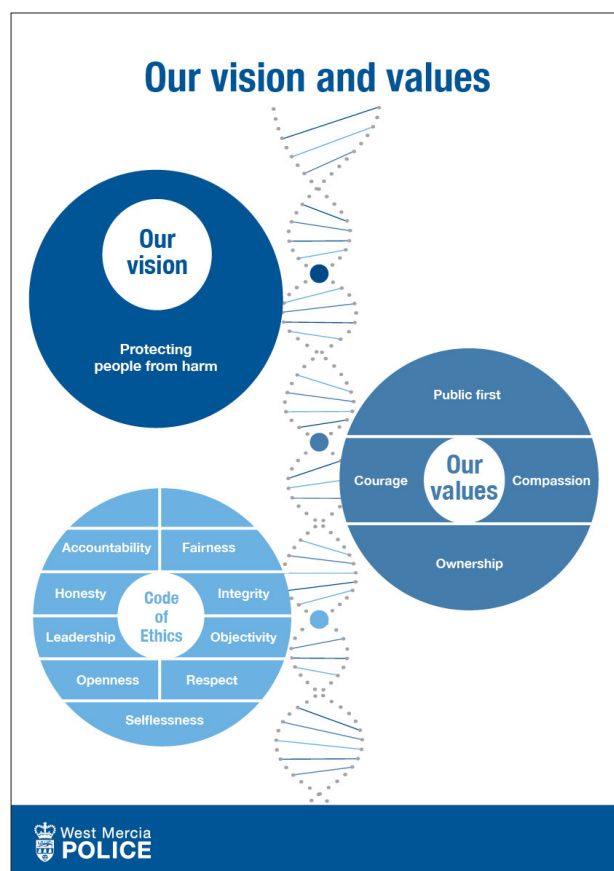 Our vision and values
Our
vision
Protecting
people from harm
Public first
Courage
Our
values
Compassion
Ownership
Accountability
Fairness
Honesty
Code
of
Ethics
Integrity
Leadership
Objectivity
Openness
Respect
Selflessness
West Mercia
POLICE